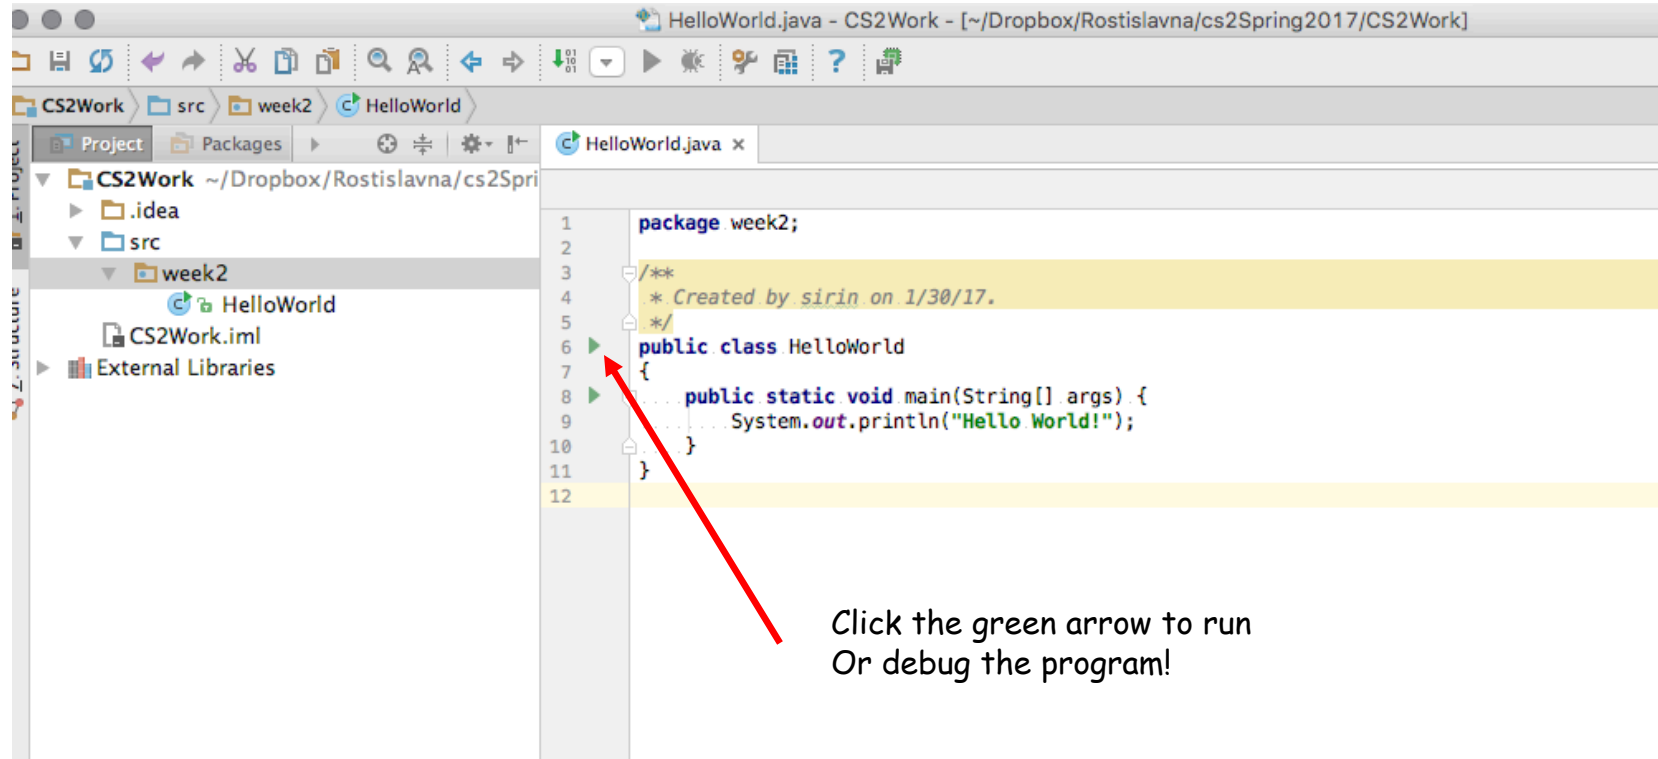 HelloWorld.java - CS2Work - [~/Dropbox/Rostislavna/cs2Spring2017/CS2Work]
CS2Work src week2 HelloWorld
Project Packages
HelloWorld.java ×
CS2Work ~/Dropbox/Rostislavna/cs2Spri
.idea
src
week2
HelloWorld
CS2Work.iml
External Libraries
1 package week2;
2
3 /**
4 * Created by sirin on 1/30/17.
5 */
6 public class HelloWorld
7 {
8 public static void main(String[] args) {
9 System.out.println("Hello World!");
10 }
11 }
12
Click the green arrow to run
Or debug the program!